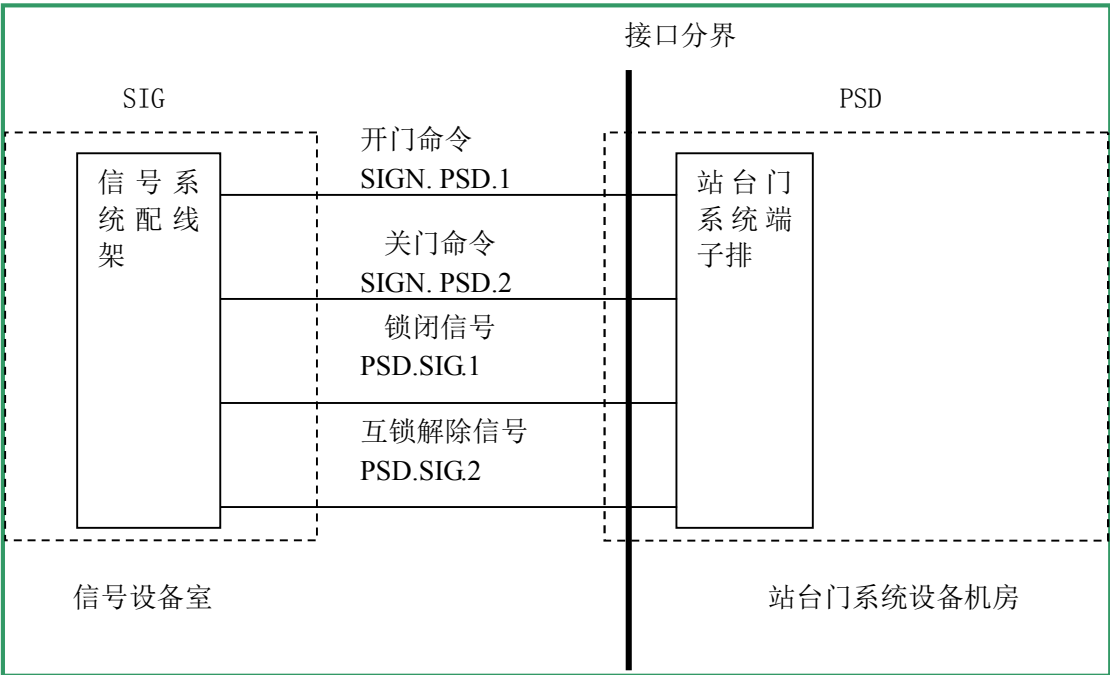 接口分界
SIG
PSD
开门命令
SIGN. PSD.1
信号系
统配线
架
站台门
系统端
子排
关门命令
SIGN. PSD.2
锁闭信号
PSD.SIG.1
互锁解除信号
PSD.SIG.2
信号设备室
站台门系统设备机房